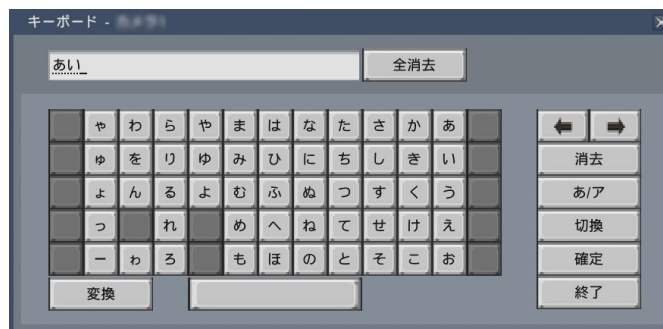 キーボード -
あい_
全消去
ゃ わ ら や ま は な た さ か あ
ゅ を り ゆ み ひ に ち し き い 消去
ょ ん る よ む ふ ぬ つ す く う あ/ア
っ れ め へ ね て せ け え 切換
ー ゎ ろ も ほ の と そ こ お 確定
変換 終了